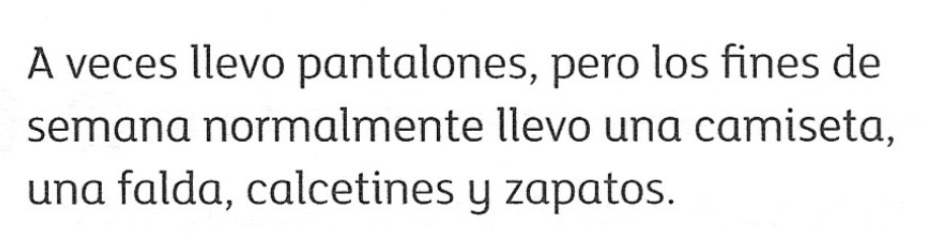 A veces llevo pantalones, pero los fines de
semana normalmente llevo una camiseta,
una falda, calcetines y zapatos.